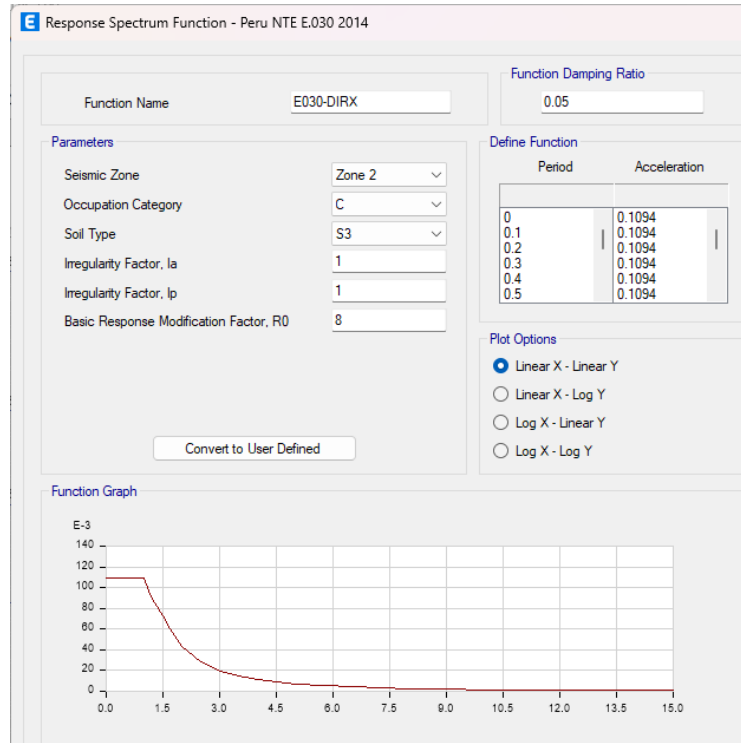 E Response Spectrum Function - Peru NTE E.030 2014
Function Damping Ratio
Function Name E030-DIRX
0.05
Parameters
Seismic Zone Zone 2
Occupation Category C
Soil Type S3
Irregularity Factor, Ia 1
Irregularity Factor, Ip 1
Basic Response Modification Factor, R0 8
Convert to User Defined
Define Function
Period Acceleration
0 0.1094
0.1 0.1094
0.2 0.1094
0.3 0.1094
0.4 0.1094
0.5 0.1094
Plot Options
Linear X - Linear Y
Linear X - Log Y
Log X - Linear Y
Log X - Log Y
Function Graph
E-3
140
120
100
80
60
40
20
0
0.0 1.5 3.0 4.5 6.0 7.5 9.0 10.5 12.0 13.5 15.0